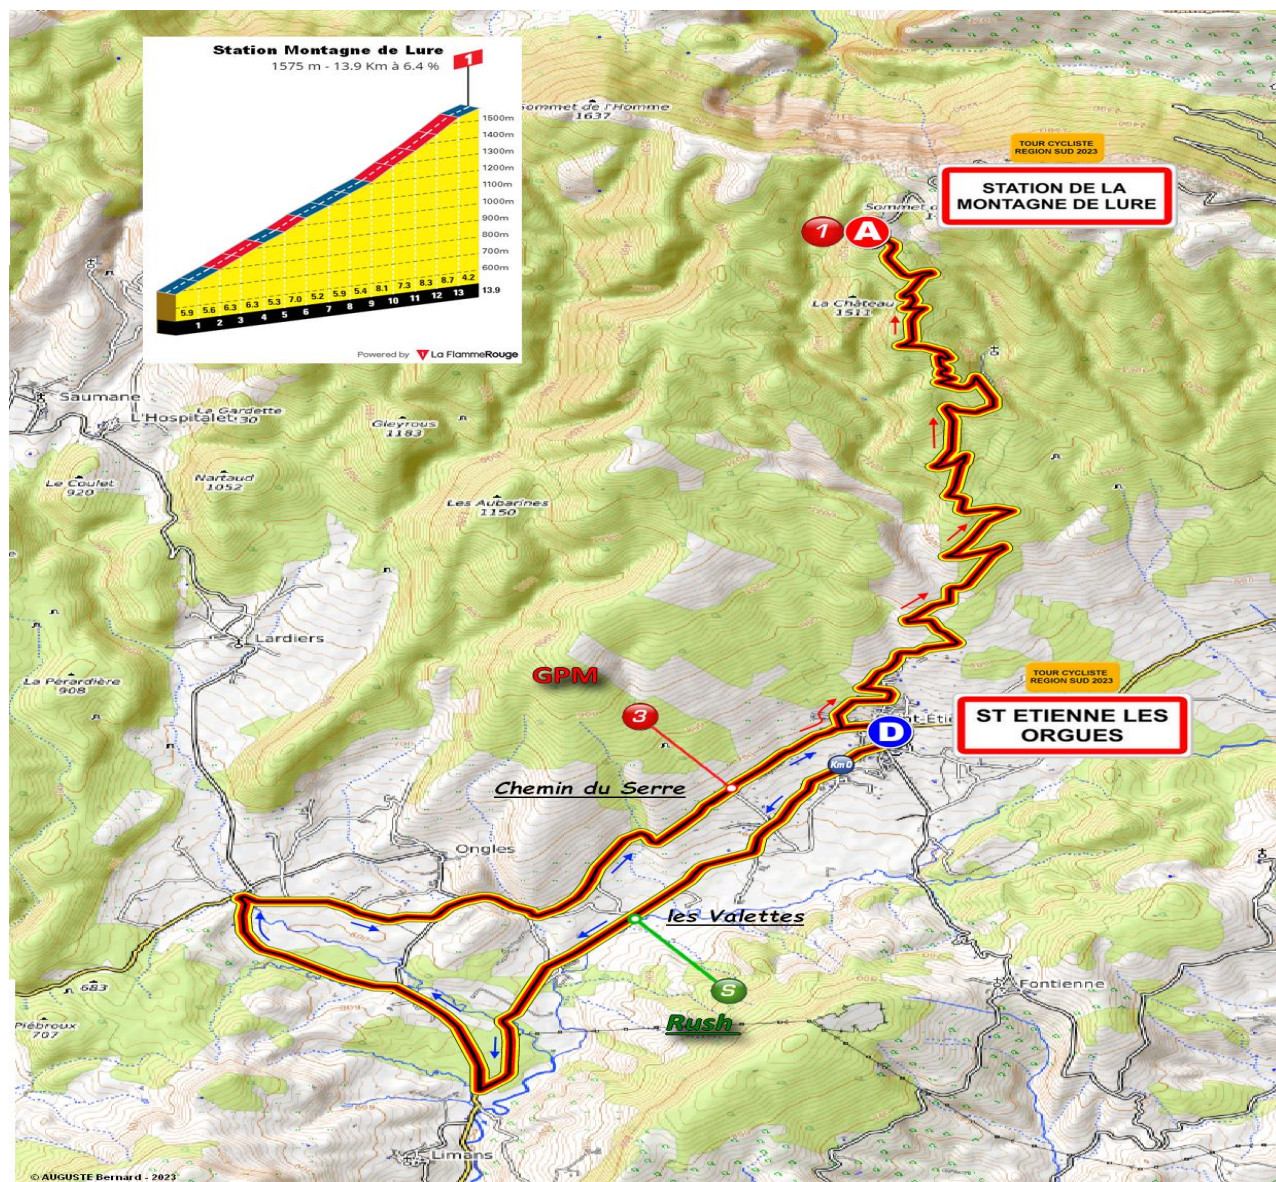 Station Montagne de Lure
1575 m - 13.9 Km à 6.4 %
1
1500m
1400m
1300m
1200m
1100m
1000m
900m
800m
700m
600m
13.9
5.9 5.6 6.3 6.3 5.3 7.0 5.2 5.9 5.4 8.1 7.3 8.3 8.7 4.2
1 2 3 4 5 6 7 8 9 10 11 12 13
Powered by La FlammeRouge
Sommet de l'Homme
1637
TOUR CYCLISTE
REGION SUD 2023
STATION DE LA
MONTAGNE DE LURE
Sommet d
1 A
La Château
1511
Saumane
L'Hospitalet
La Gardette
30
Gleyrous
1183
Le Coulet
920
Nartaud
1052
Les Aubarines
1150
Lardiers
La Pérardière
908
GPM
3
TOUR CYCLISTE
REGION SUD 2023
ST ETIENNE LES
ORGUES
nt-Étie
D
Km 0
Chemin du Serre
Ongles
les Valettes
S
Rush
Fontienne
683
Piébroux
707
Limans
© AUGUSTE Bernard - 2023